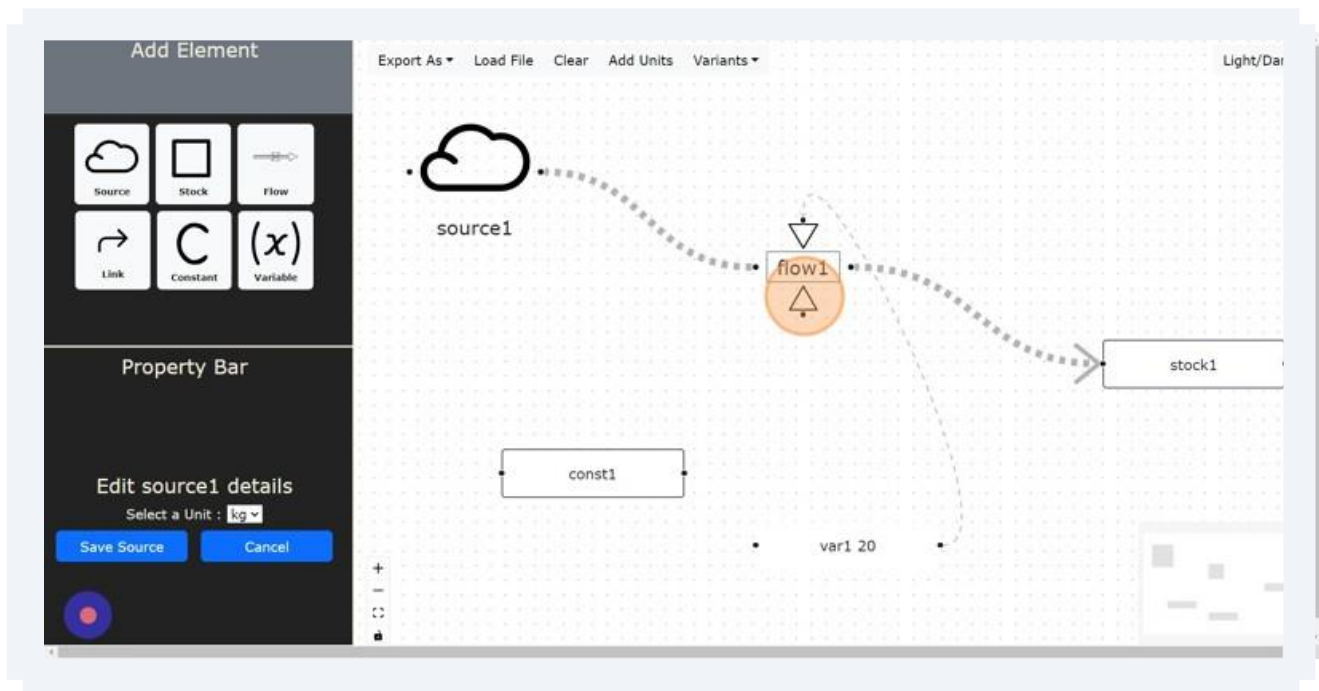 Add Element
Export As Load File Clear Add Units Variants
Light/Dar
Source Stock Flow
C (x)
Link Constant Variable
source1
flow1
stock1
Property Bar
const1
Edit source1 details
Select a Unit : kg
Save Source Cancel
var1 20